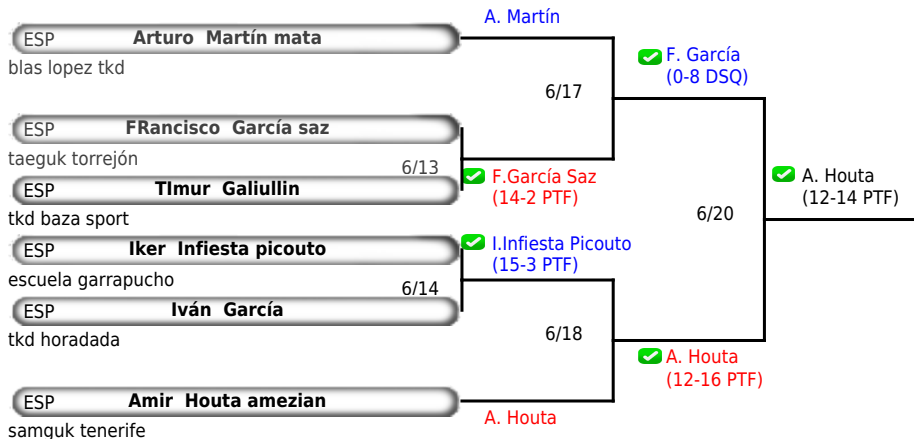 A. Martín
ESP Arturo Martín mata
blas lopez tkd
F. García
(0-8 DSQ)
6/17
ESP FRancisco García saz
taeguk torrejón
6/13
F.García Saz
(14-2 PTF)
ESP TImur Galiullin
tkd baza sport
A. Houta
(12-14 PTF)
6/20
ESP Iker Infiesta picouto
escuela garrapucho
I.Infiesta Picouto
(15-3 PTF)
6/14
ESP Iván García
tkd horadada
6/18
A. Houta
(12-16 PTF)
ESP Amir Houta amezian
samguk tenerife
A. Houta